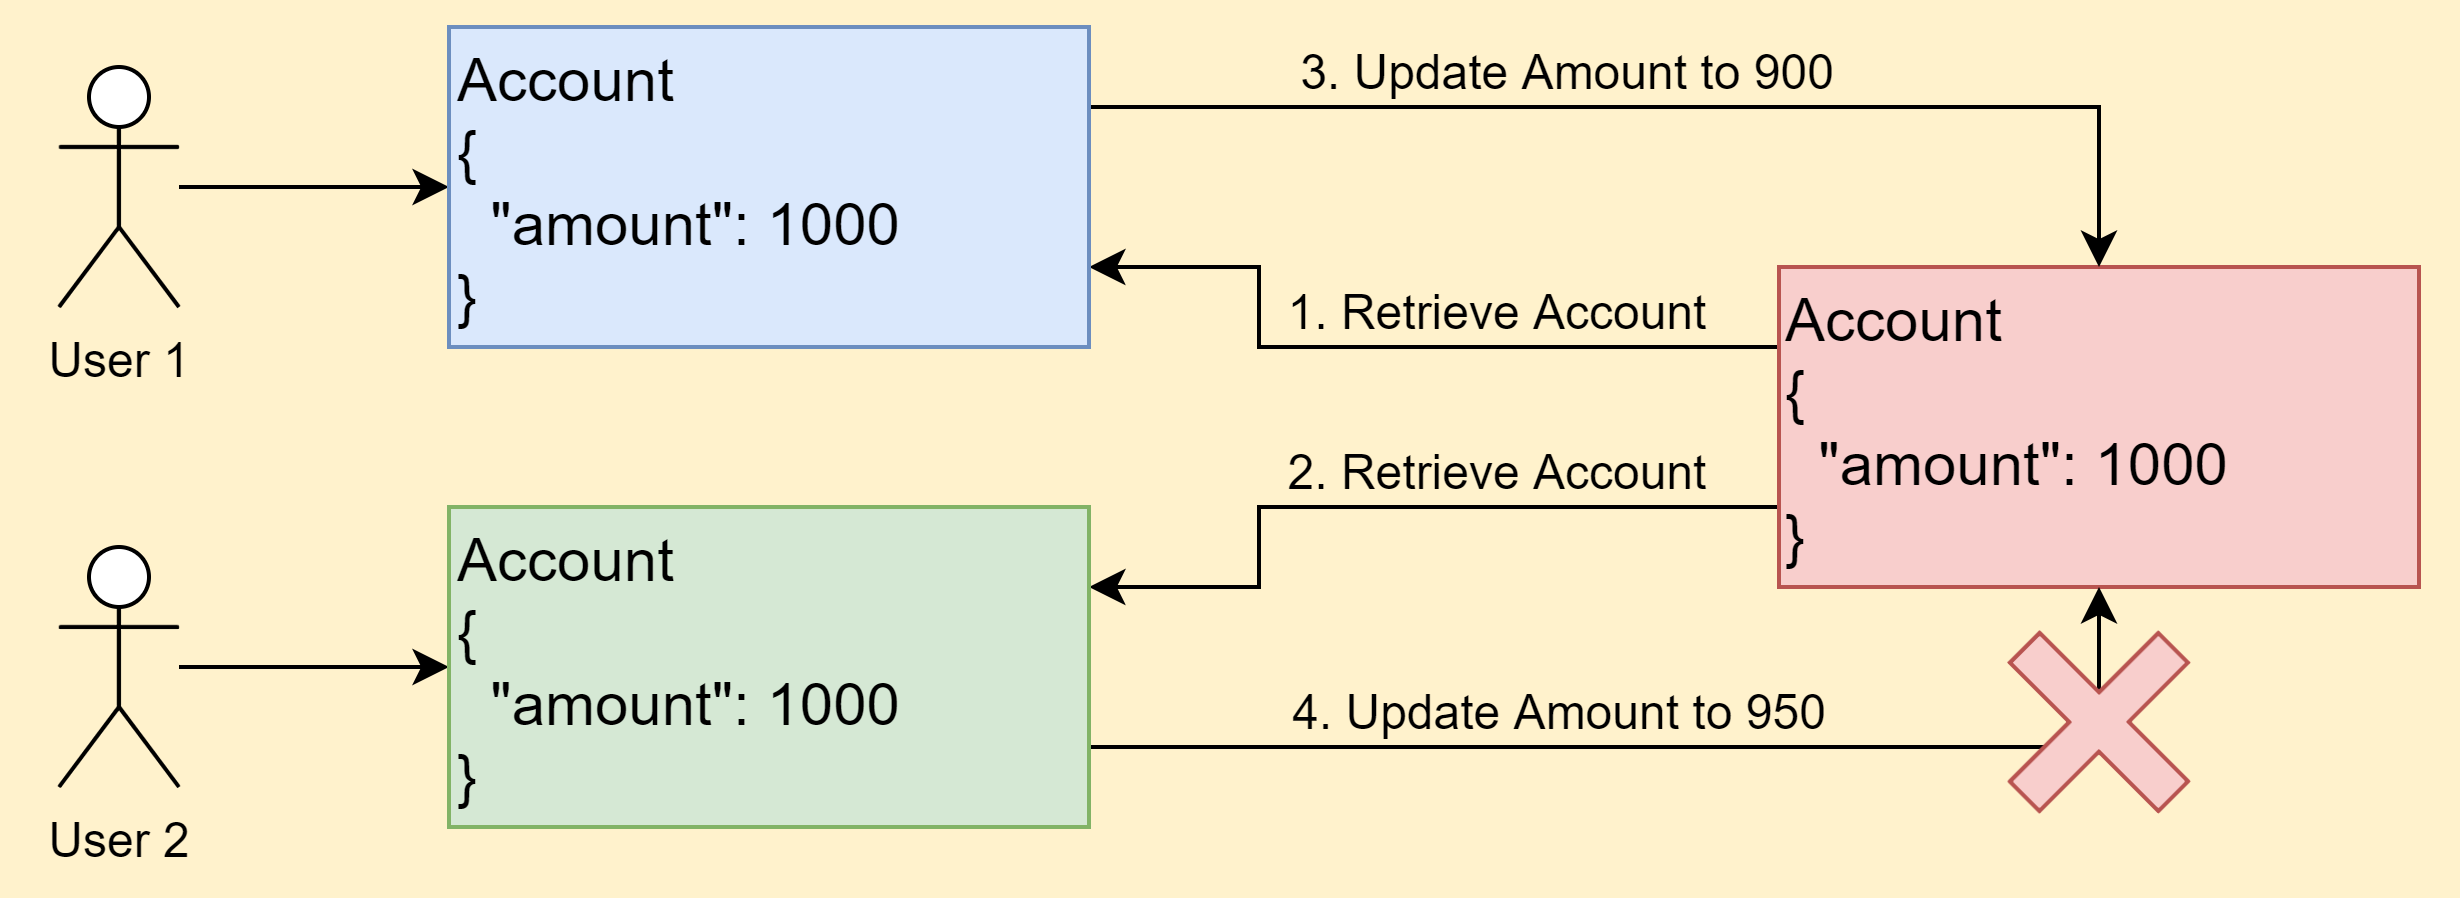 User 1
Account
{
"amount": 1000
}
3. Update Amount to 900
1. Retrieve Account
Account
{
"amount": 1000
}
2. Retrieve Account
User 2
Account
{
"amount": 1000
}
4. Update Amount to 950